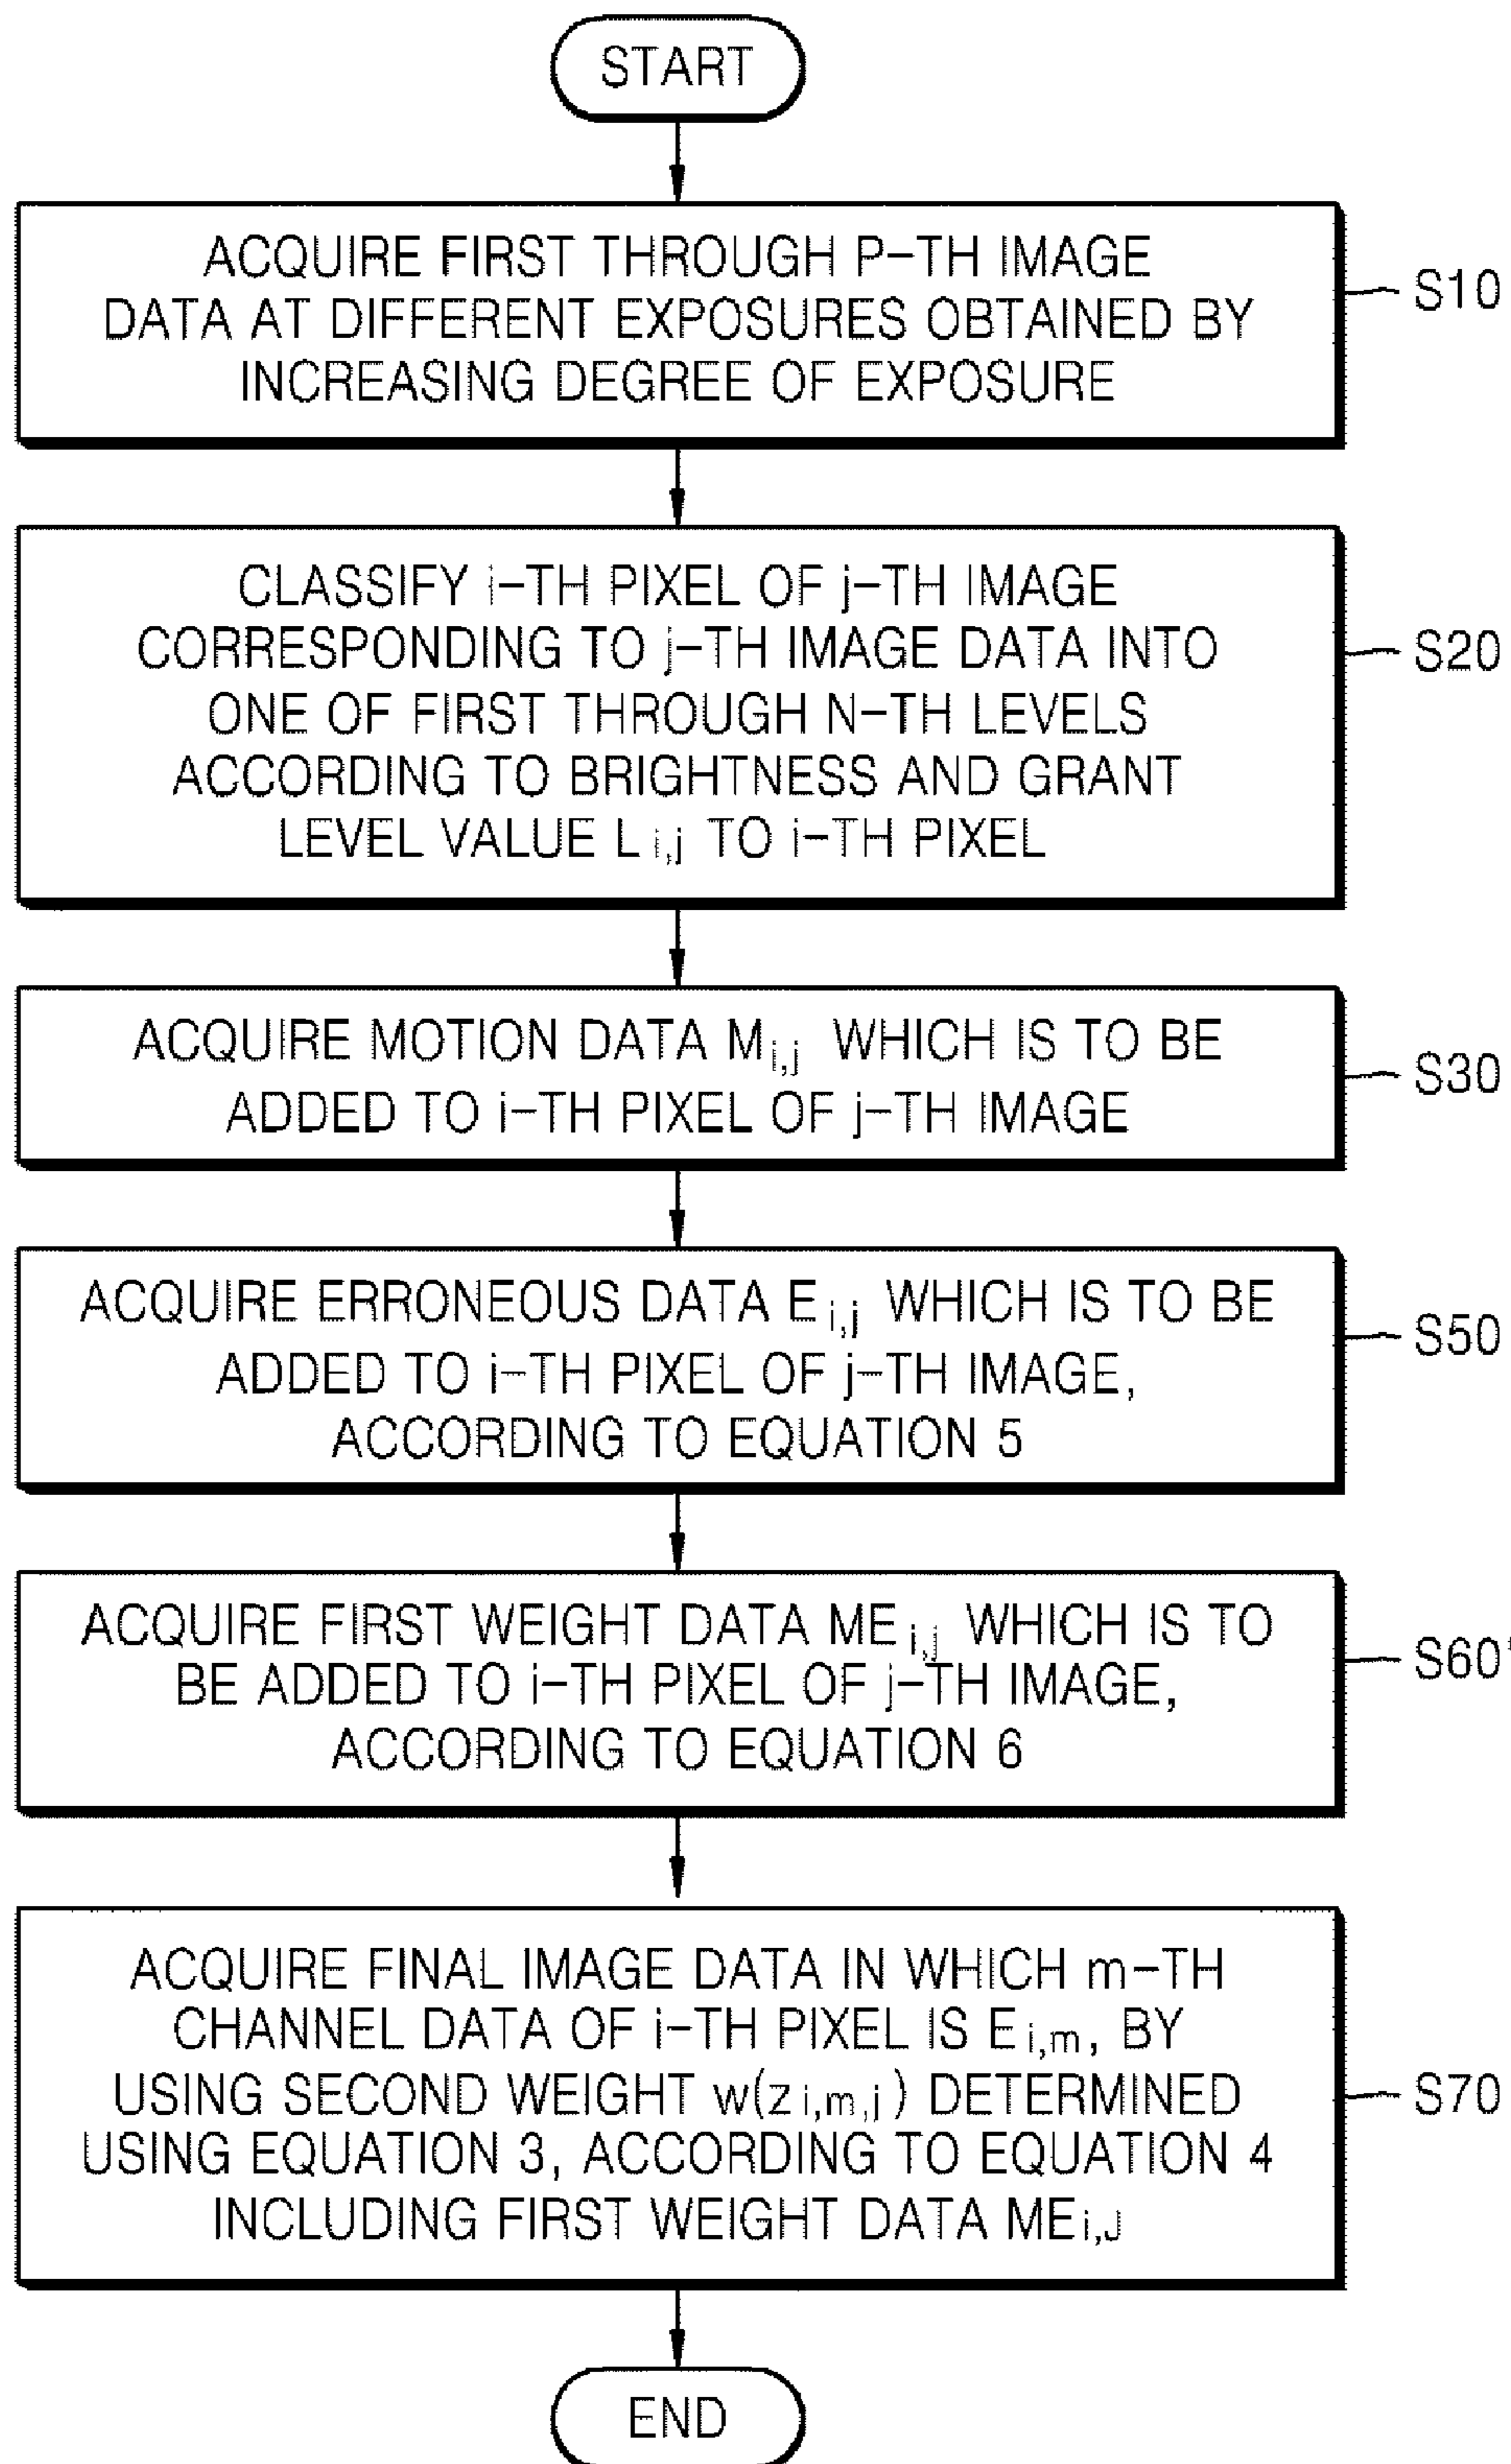 START
ACQUIRE FIRST THROUGH P-TH IMAGE
DATA AT DIFFERENT EXPOSURES OBTAINED BY
INCREASING DEGREE OF EXPOSURE
S10
CLASSIFY i-TH PIXEL OF j-TH IMAGE
CORRESPONDING TO j-TH IMAGE DATA INTO
ONE OF FIRST THROUGH N-TH LEVELS
ACCORDING TO BRIGHTNESS AND GRANT
LEVEL VALUE L i,j TO i-TH PIXEL
S20
ACQUIRE MOTION DATA M i,j WHICH IS TO BE
ADDED TO i-TH PIXEL OF j-TH IMAGE
S30
ACQUIRE ERRONEOUS DATA E i,j WHICH IS TO BE
ADDED TO i-TH PIXEL OF j-TH IMAGE,
ACCORDING TO EQUATION 5
S50
ACQUIRE FIRST WEIGHT DATA ME i,j WHICH IS TO
BE ADDED TO i-TH PIXEL OF j-TH IMAGE,
ACCORDING TO EQUATION 6
S60'
ACQUIRE FINAL IMAGE DATA IN WHICH m-TH
CHANNEL DATA OF i-TH PIXEL IS E i,m, BY
USING SECOND WEIGHT w(z i,m,j) DETERMINED
USING EQUATION 3, ACCORDING TO EQUATION 4
INCLUDING FIRST WEIGHT DATA ME i,J
S70
END